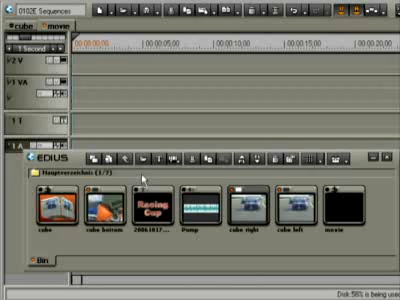 0102E Sequences
cube movie
1 Second
00:00:00;00 00:00:05;00 00:00:10;00 00:00:15;00 00:00:20;00
2 V
1 VA
1 T
1 A
EDIUS
Hauptverzeichnis (1/7)
Racing Cup
cube cube bottom 20061017... Pump cube right cube left movie
Bin
Disk:56% is being used